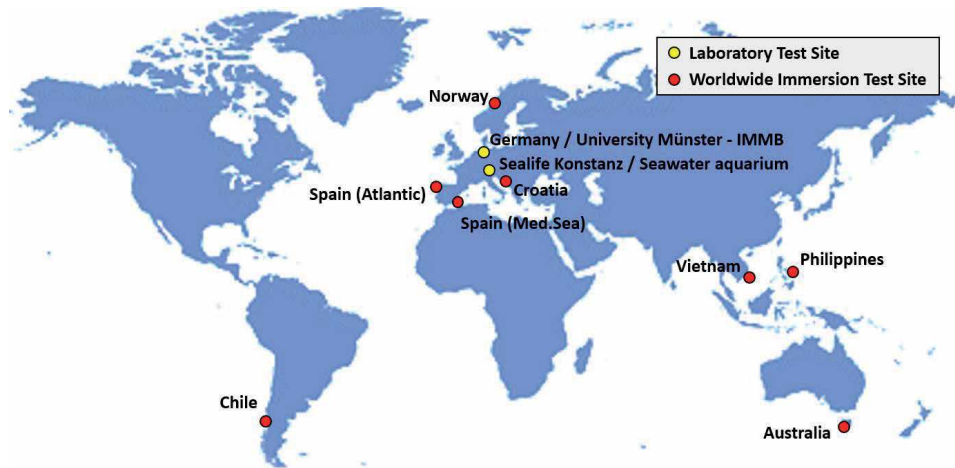 Laboratory Test Site
Worldwide Immersion Test Site
Norway
Germany / University Münster - IMMB
Sealife Konstanz / Seawater aquarium
Croatia
Spain (Atlantic)
Spain (Med.Sea)
Vietnam
Philippines
Chile
Australia